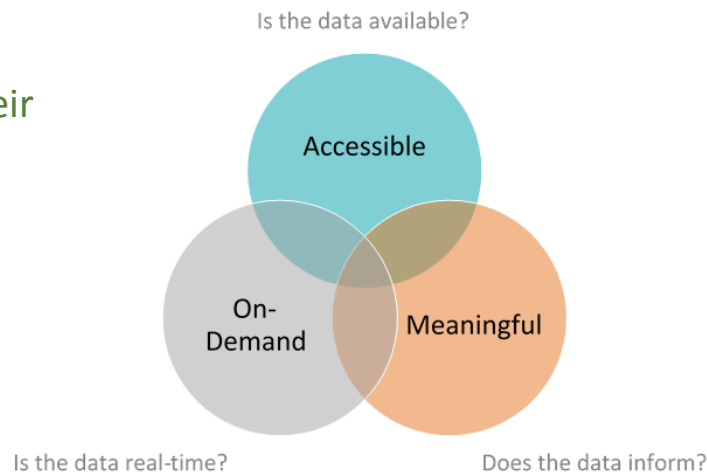 Is the data available?
eir
Accessible
On-
Demand
Meaningful
Is the data real-time?
Does the data inform?